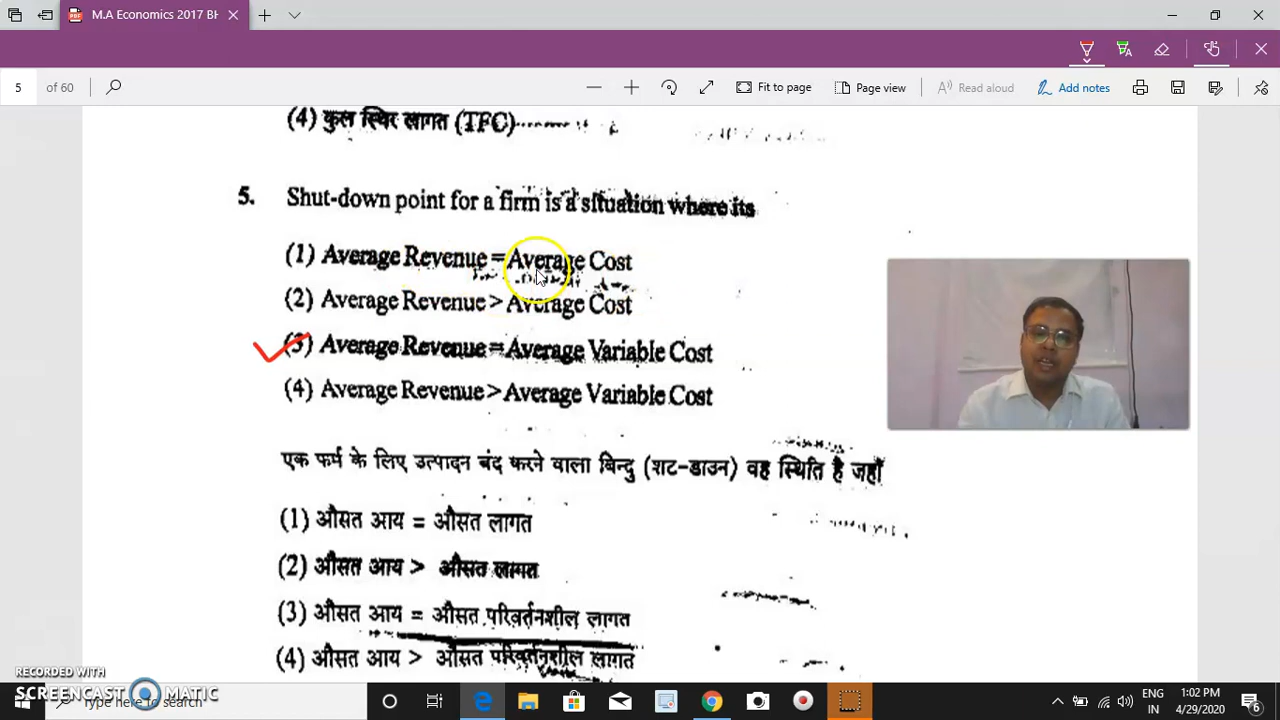 M.A Economics 2017 BH
5 of 60
Fit to page
Page view
Read aloud
Add notes
(4) कुल स्थिर लागत (TFC)
5. Shut-down point for a firm is a situation where its
(1) Average Revenue = Average Cost
(2) Average Revenue > Average Cost
(3) Average Revenue = Average Variable Cost
(4) Average Revenue > Average Variable Cost
एक फर्म के लिए उत्पादन बंद करने वाला बिन्दु (शट-डाउन) वह स्थिति है जहाँ
(1) औसत आय = औसत लागत
(2) औसत आय > औसत लागत
(3) औसत आय = औसत परिवर्तनशील लागत
(4) औसत आय > औसत परिवर्तनशील लागत
RECORDED WITH
SCREENCAST MATIC
Type here to search
ENG
IN
1:02 PM
4/29/2020
6